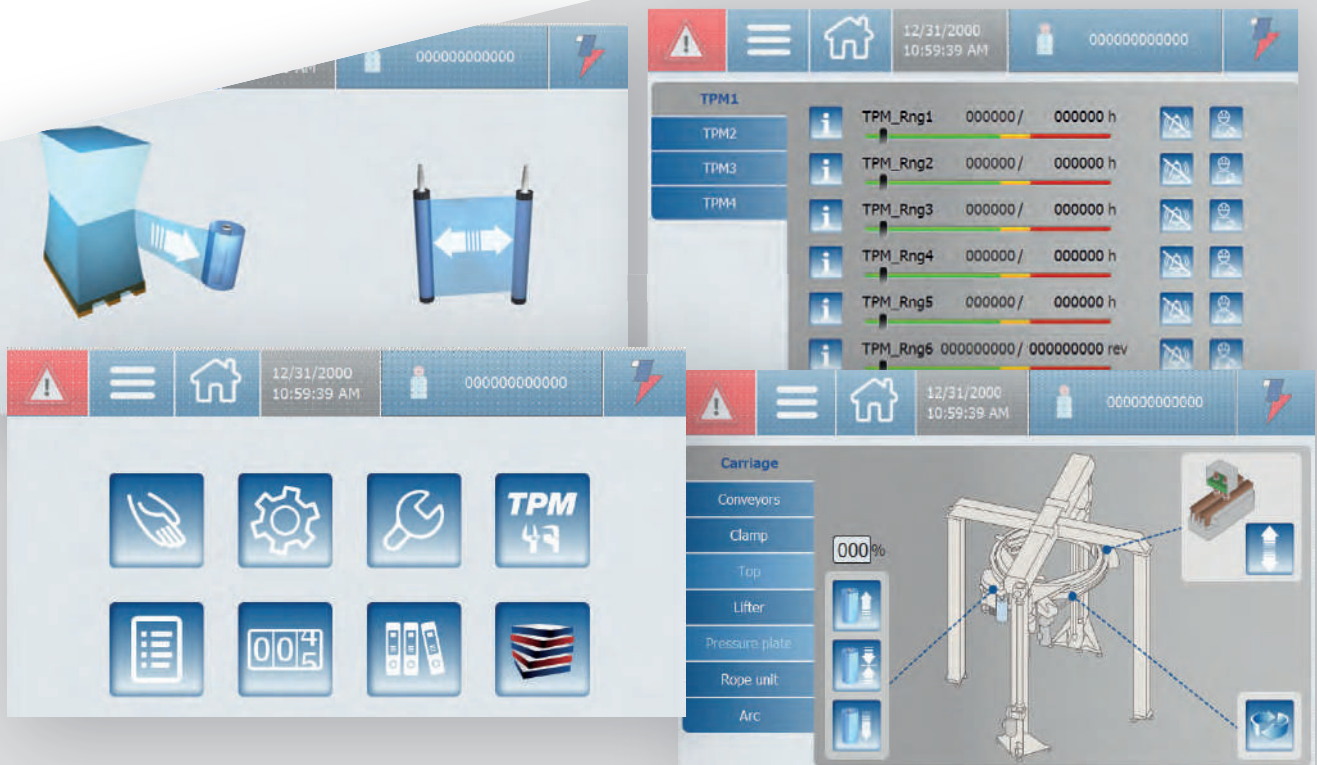 AM
000000000000
12/31/2000
10:59:39 AM
000000000000
TPM1
TPM2
TPM3
TPM4
TPM_Rng1 000000 / 000000 h
TPM_Rng2 000000 / 000000 h
TPM_Rng3 000000 / 000000 h
TPM_Rng4 000000 / 000000 h
TPM_Rng5 000000 / 000000 h
TPM_Rng6 000000000 / 000000000 rev
12/31/2000
10:59:39 AM
000000000000
TPM
12/31/2000
10:59:39 AM
000000000000
Carriage
Conveyors
Clamp
Top
Lifter
Pressure plate
Rope unit
Arc
000 %